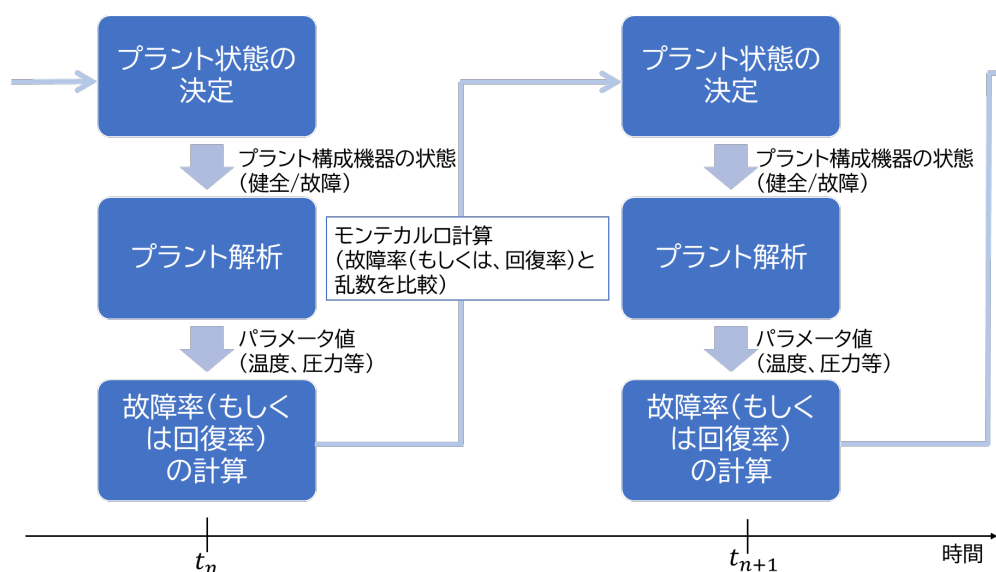 プラント状態の
決定
プラント構成機器の状態
(健全/故障)
プラント解析
パラメータ値
(温度、圧力等)
故障率(もしく
は回復率)
の計算
モンテカルロ計算
(故障率(もしくは、回復率)と
乱数を比較)
プラント状態の
決定
プラント構成機器の状態
(健全/故障)
プラント解析
パラメータ値
(温度、圧力等)
故障率(もしく
は回復率)
の計算
tn
tn+1
時間